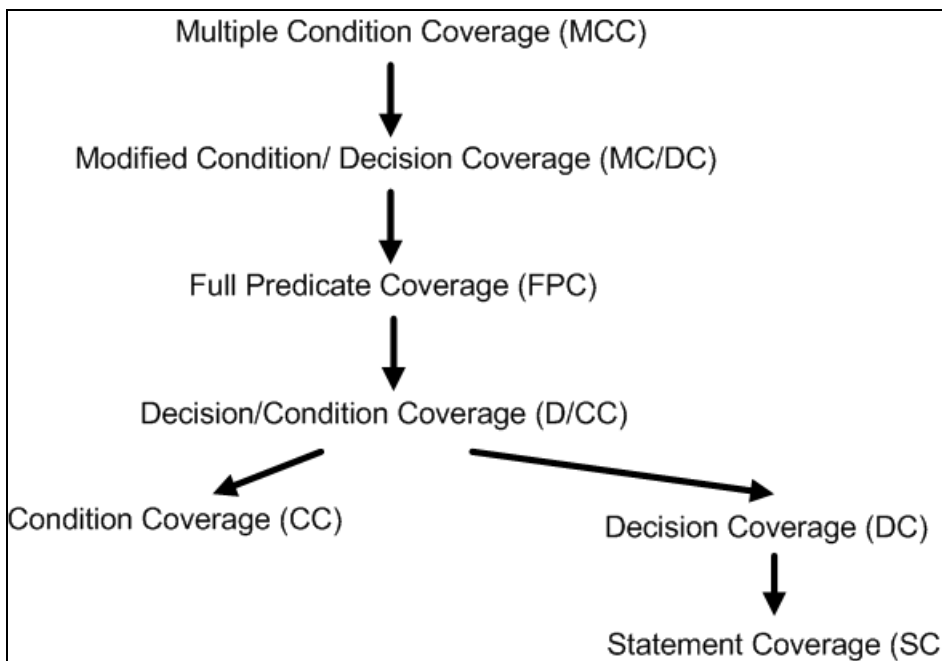 Multiple Condition Coverage (MCC)
Modified Condition/ Decision Coverage (MC/DC)
Full Predicate Coverage (FPC)
Decision/Condition Coverage (D/CC)
Condition Coverage (CC)
Decision Coverage (DC)
Statement Coverage (SC